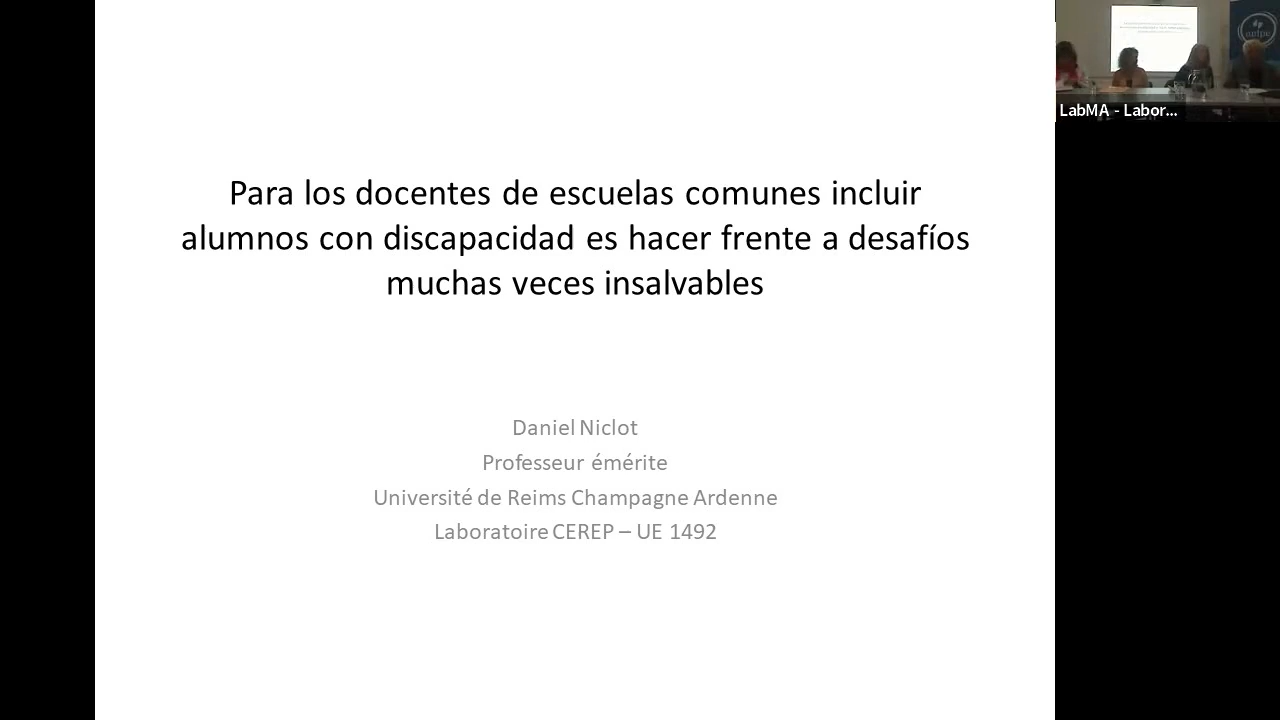 Para los docentes de escuelas comunes incluir
alumnos con discapacidad es hacer frente a desafíos
muchas veces insalvables
Daniel Niclot
Professeur émérite
Université de Reims Champagne Ardenne
Laboratoire CEREP – UE 1492
LabMA - Labor...